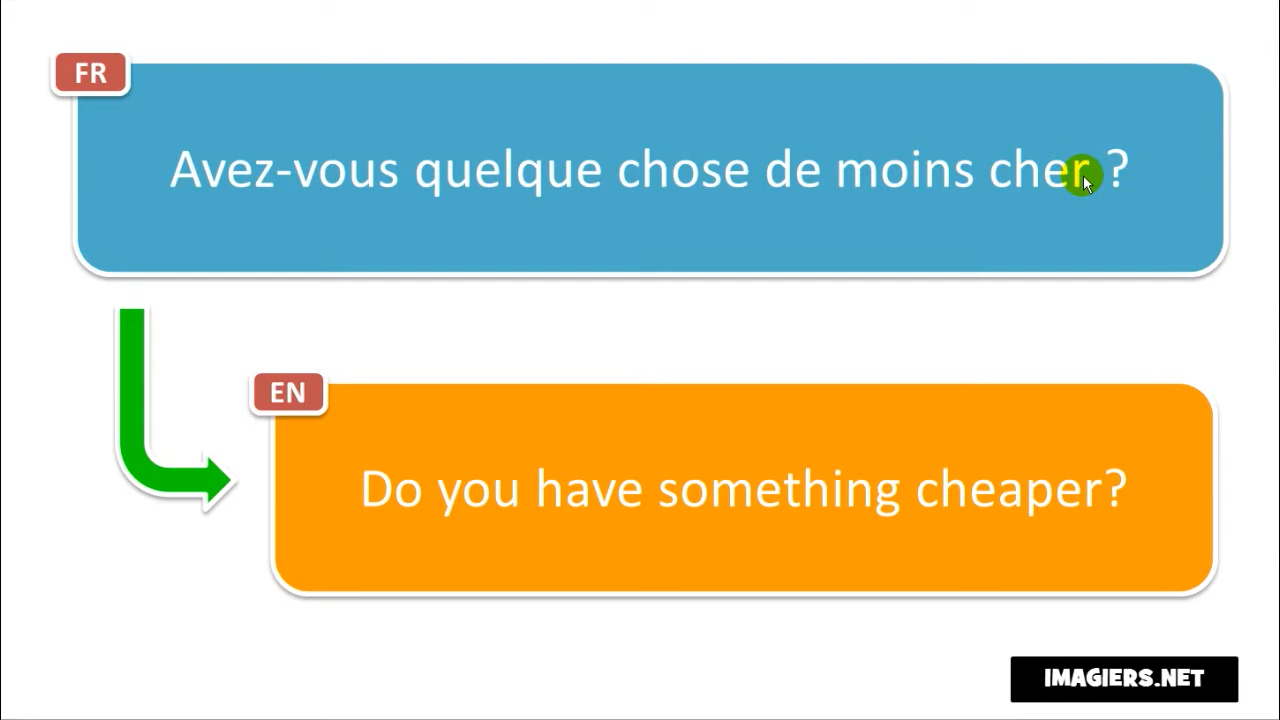 FR
Avez-vous quelque chose de moins cher ?
EN
Do you have something cheaper?
IMAGIERS.NET